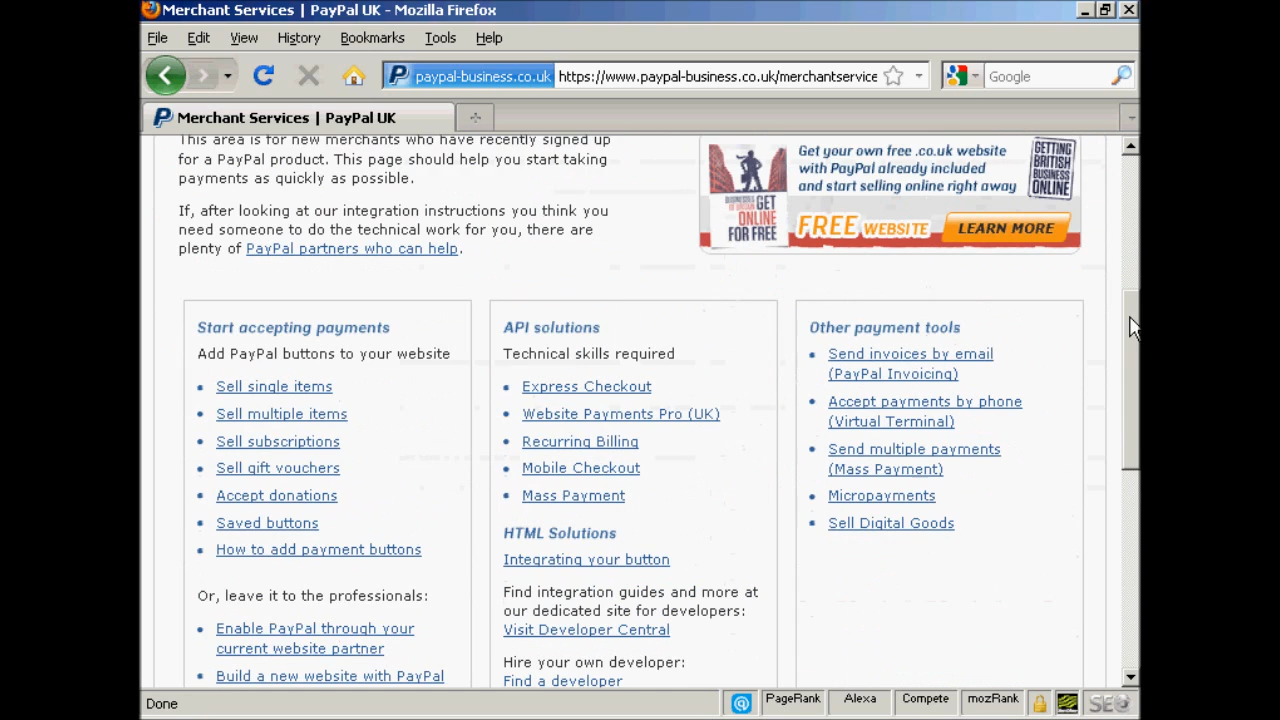 Merchant Services | PayPal UK - Mozilla Firefox
File Edit View History Bookmarks Tools Help
paypal-business.co.uk https://www.paypal-business.co.uk/merchantservice
Google
Merchant Services | PayPal UK
This area is for new merchants who have recently signed up
for a PayPal product. This page should help you start taking
payments as quickly as possible.
If, after looking at our integration instructions you think you
need someone to do the technical work for you, there are
plenty of PayPal partners who can help.
BUSINESSES OF BRITAIN
GET
ONLINE
FOR FREE
Get your own free .co.uk website
with PayPal already included
and start selling online right away
FREE WEBSITE
LEARN MORE
GETTING
BRITISH
BUSINESS
ONLINE
Start accepting payments
Add PayPal buttons to your website
Sell single items
Sell multiple items
Sell subscriptions
Sell gift vouchers
Accept donations
Saved buttons
How to add payment buttons
Or, leave it to the professionals:
Enable PayPal through your
current website partner
Build a new website with PayPal
API solutions
Technical skills required
Express Checkout
Website Payments Pro (UK)
Recurring Billing
Mobile Checkout
Mass Payment
HTML Solutions
Integrating your button
Find integration guides and more at
our dedicated site for developers:
Visit Developer Central
Hire your own developer:
Find a developer
Other payment tools
Send invoices by email
(PayPal Invoicing)
Accept payments by phone
(Virtual Terminal)
Send multiple payments
(Mass Payment)
Micropayments
Sell Digital Goods
Done
PageRank
Alexa
Compete
mozRank
SEO